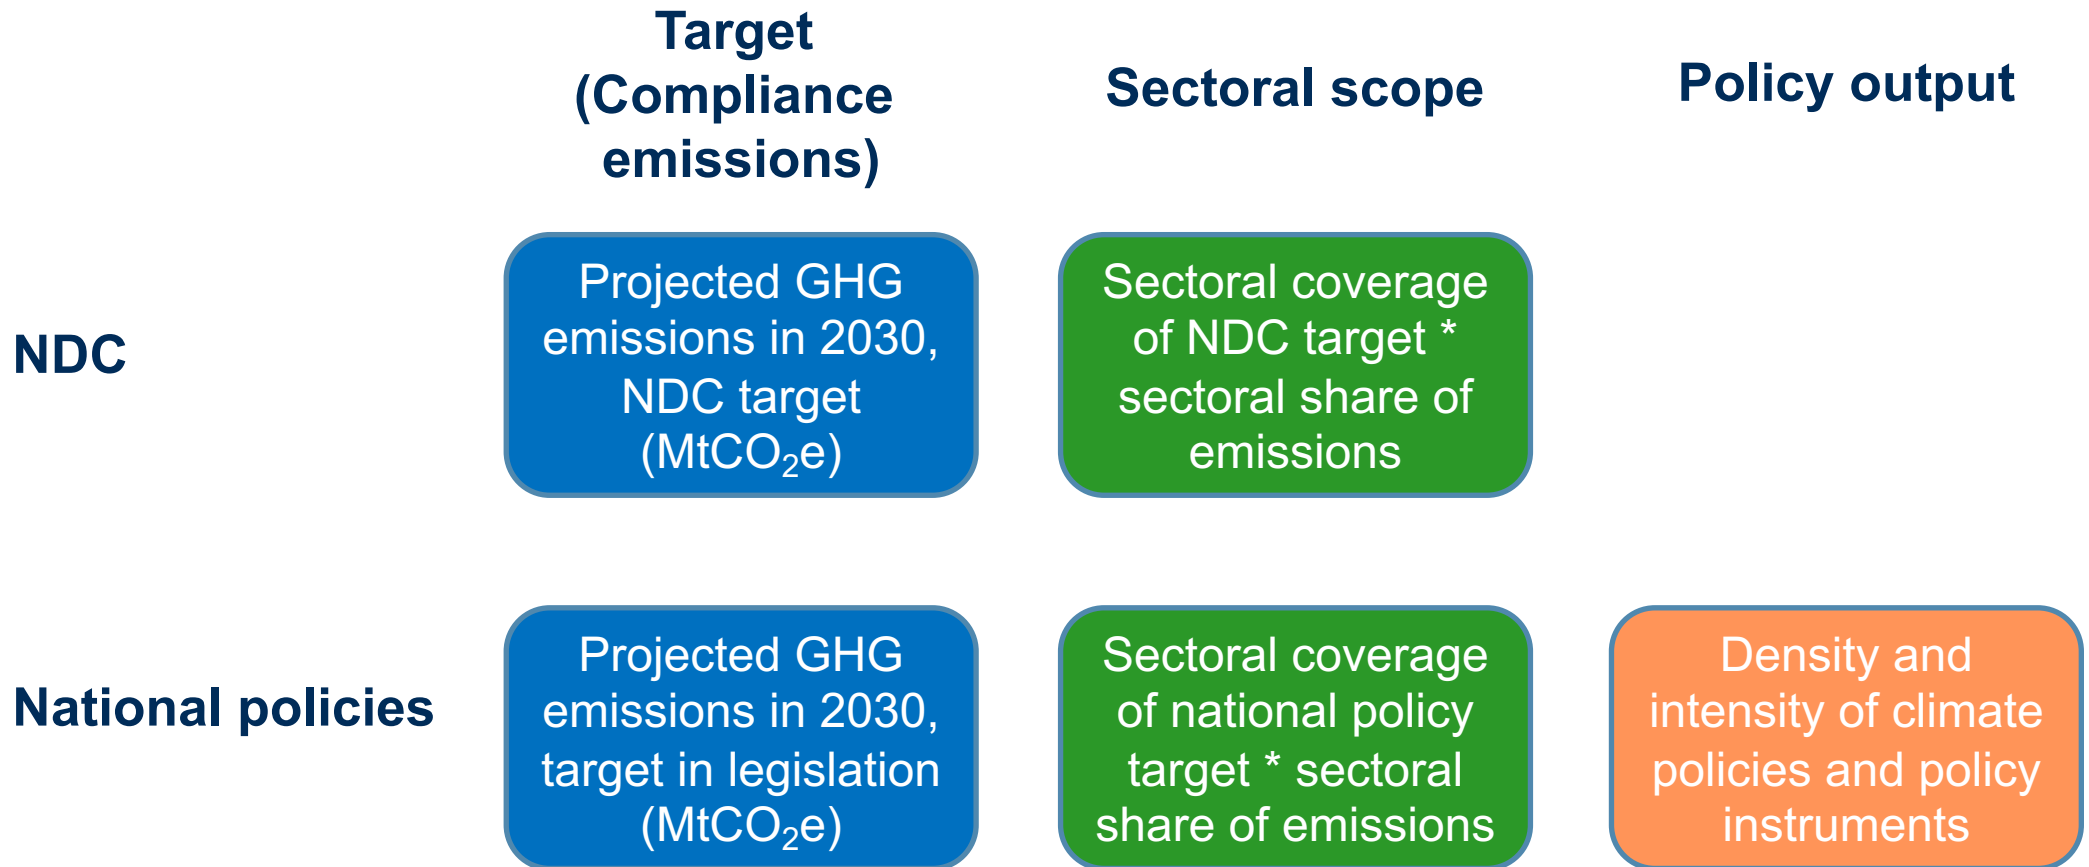 Target
(Compliance
emissions)
Sectoral scope
Policy output
NDC
Projected GHG
emissions in 2030,
NDC target
(MtCO₂e)
Sectoral coverage
of NDC target *
sectoral share of
emissions
National policies
Projected GHG
emissions in 2030,
target in legislation
(MtCO₂e)
Sectoral coverage
of national policy
target * sectoral
share of emissions
Density and
intensity of climate
policies and policy
instruments